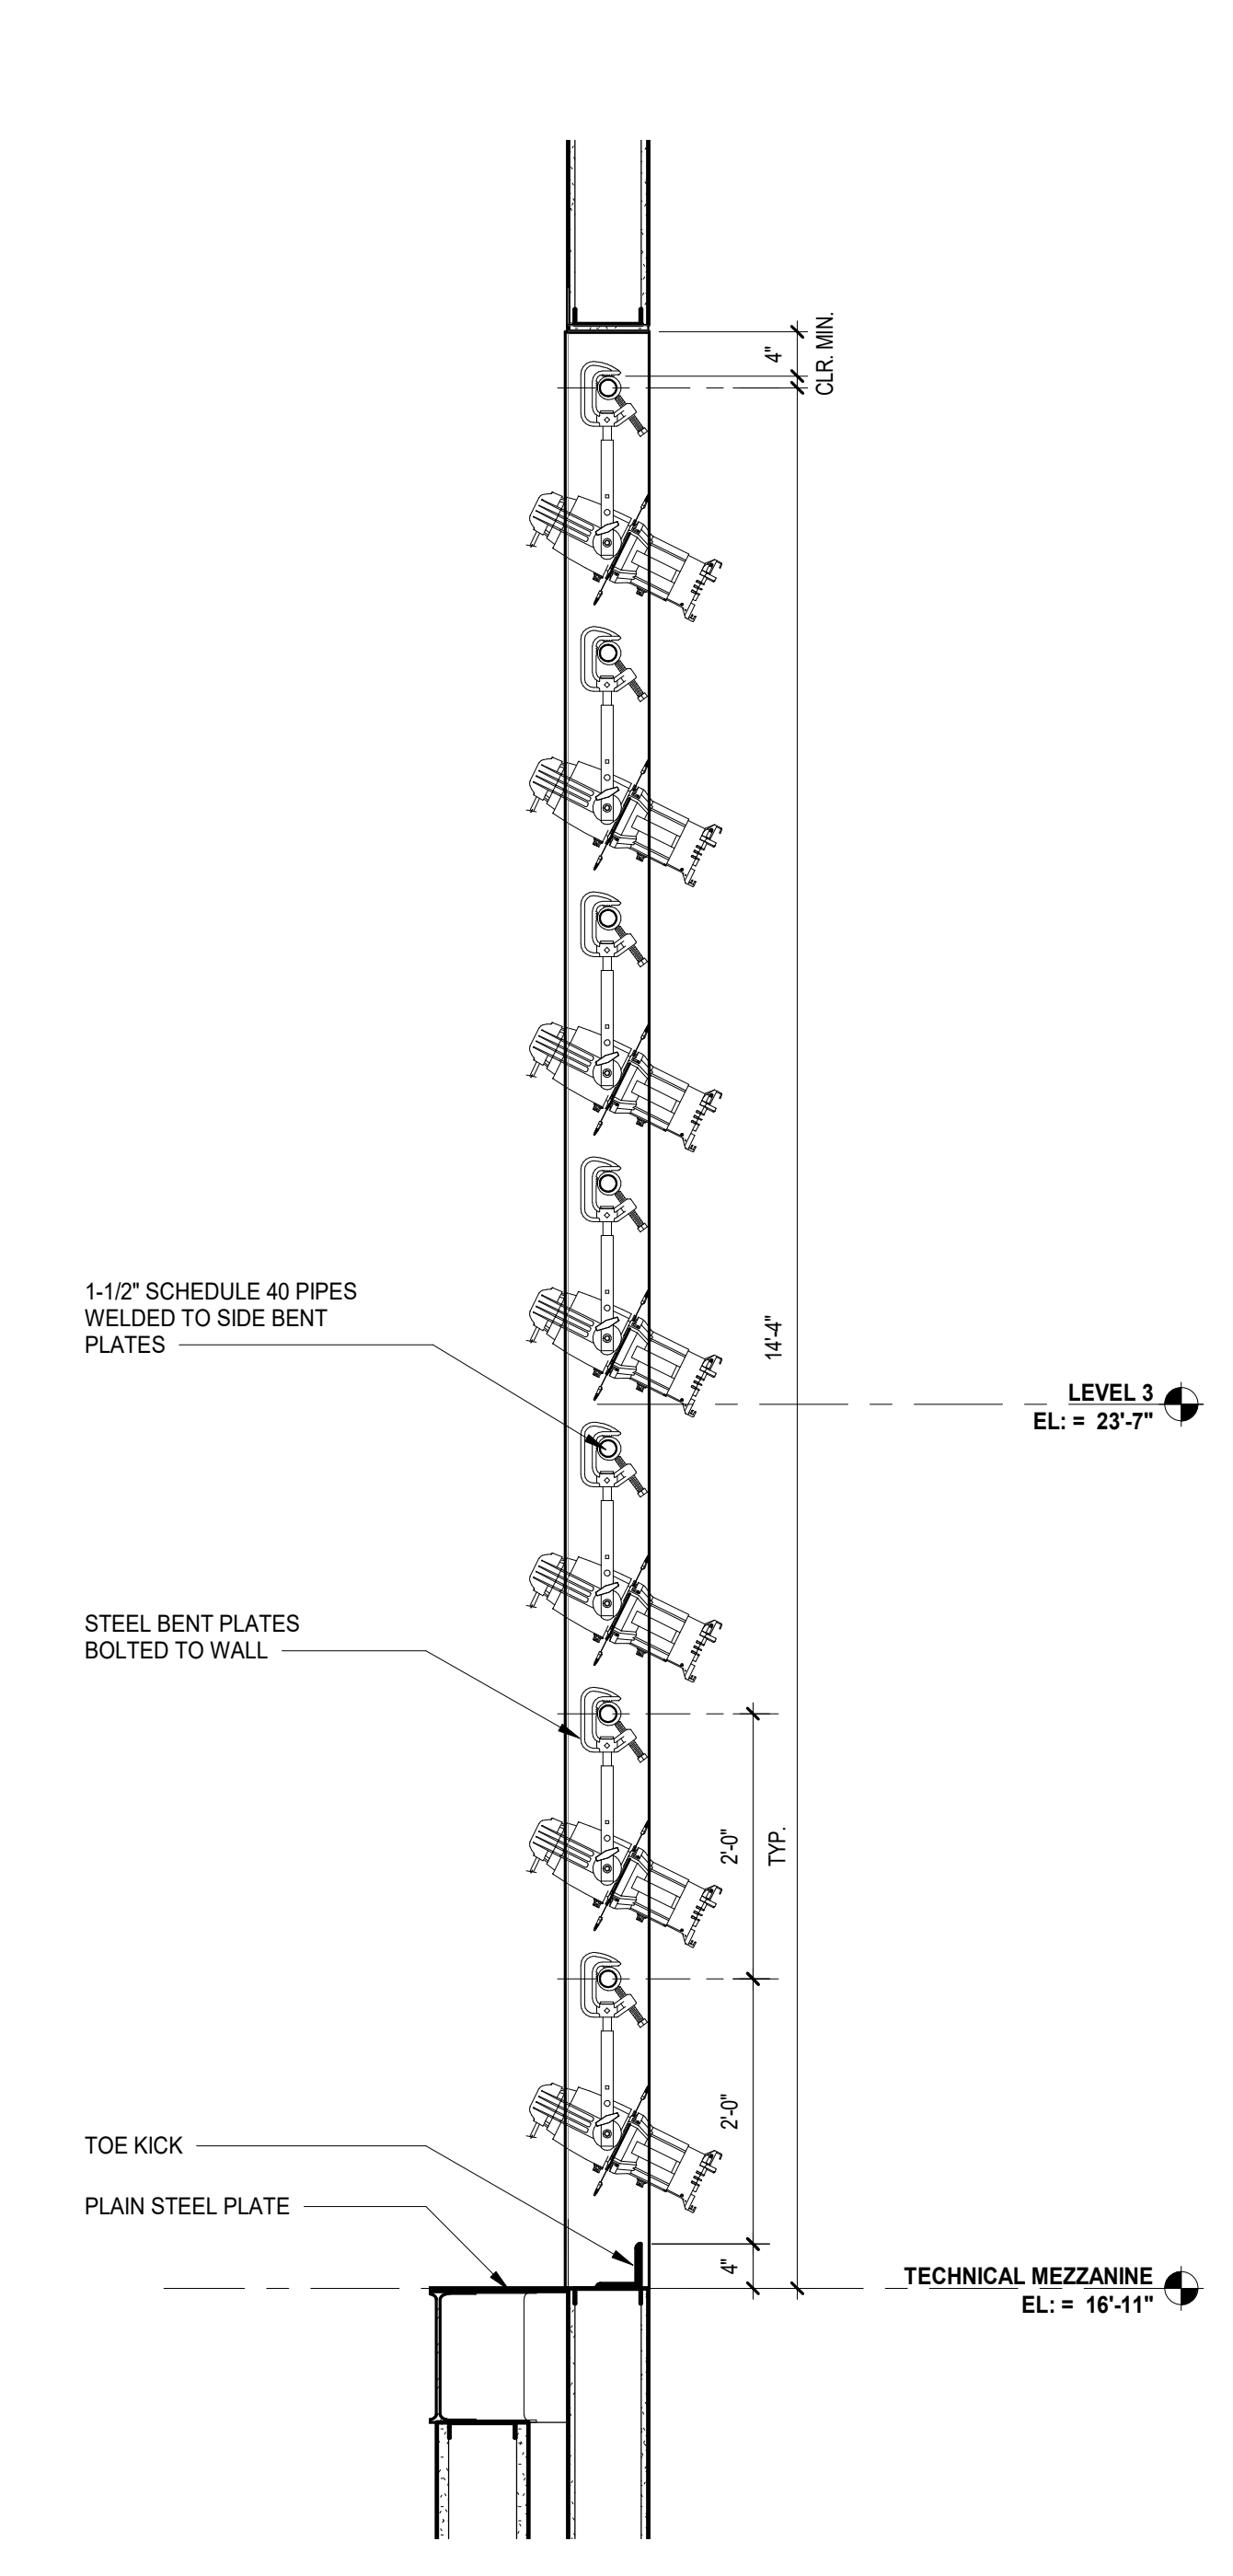 4"
CLR. MIN.
1-1/2" SCHEDULE 40 PIPES
WELDED TO SIDE BENT
PLATES
14'-4"
LEVEL 3
EL: = 23'-7"
STEEL BENT PLATES
BOLTED TO WALL
2'-0"
TYP.
2'-0"
TOE KICK
PLAIN STEEL PLATE
4"
TECHNICAL MEZZANINE
EL: = 16'-11"